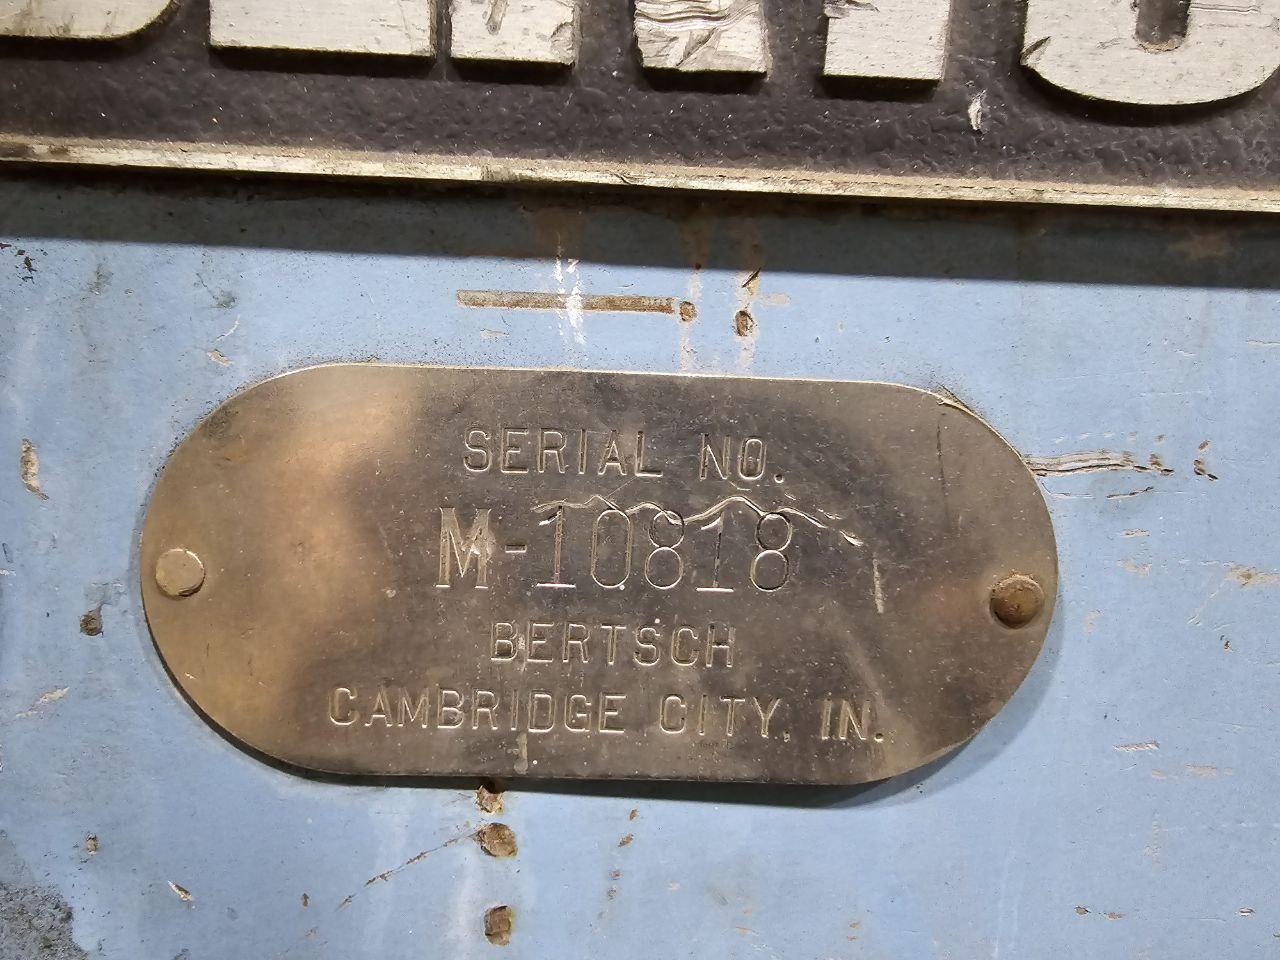 SERIAL NO.
M-10818
BERTSCH
CAMBRIDGE CITY, IN.